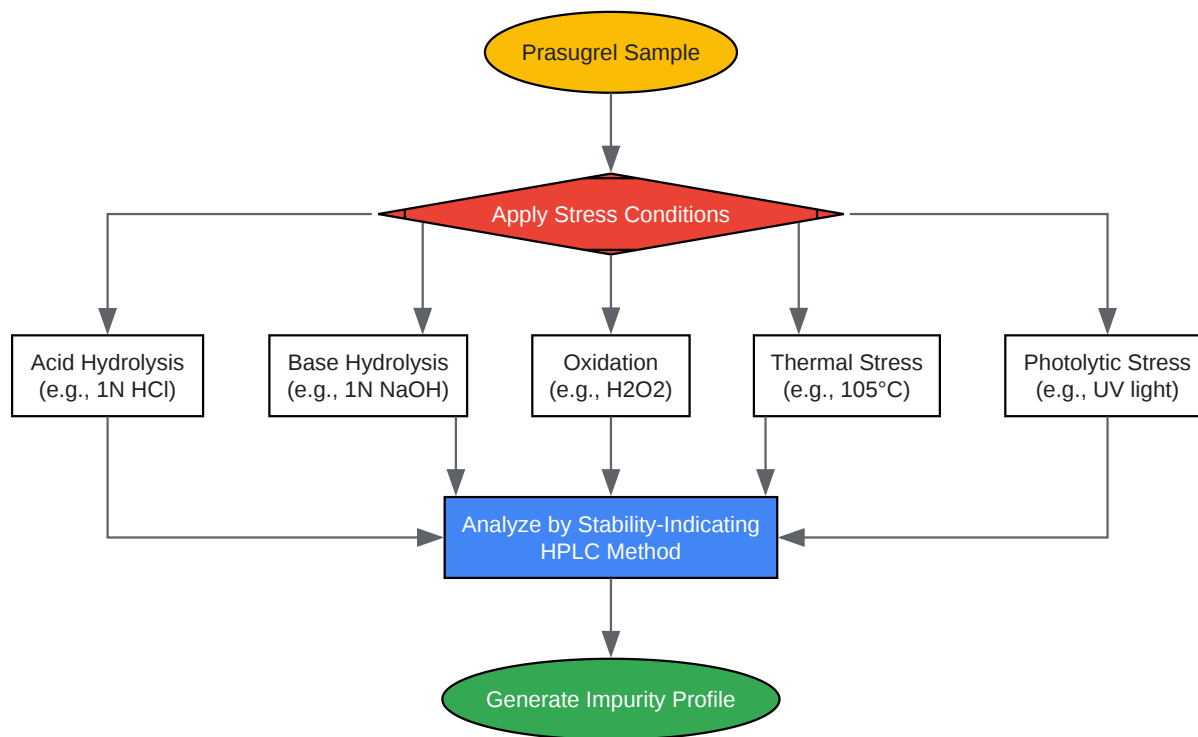 Prasugrel Sample
Apply Stress Conditions
Acid Hydrolysis
(e.g., 1N HCl)
Base Hydrolysis
(e.g., 1N NaOH)
Oxidation
(e.g., H2O2)
Thermal Stress
(e.g., 105°C)
Photolytic Stress
(e.g., UV light)
Analyze by Stability-Indicating
HPLC Method
Generate Impurity Profile